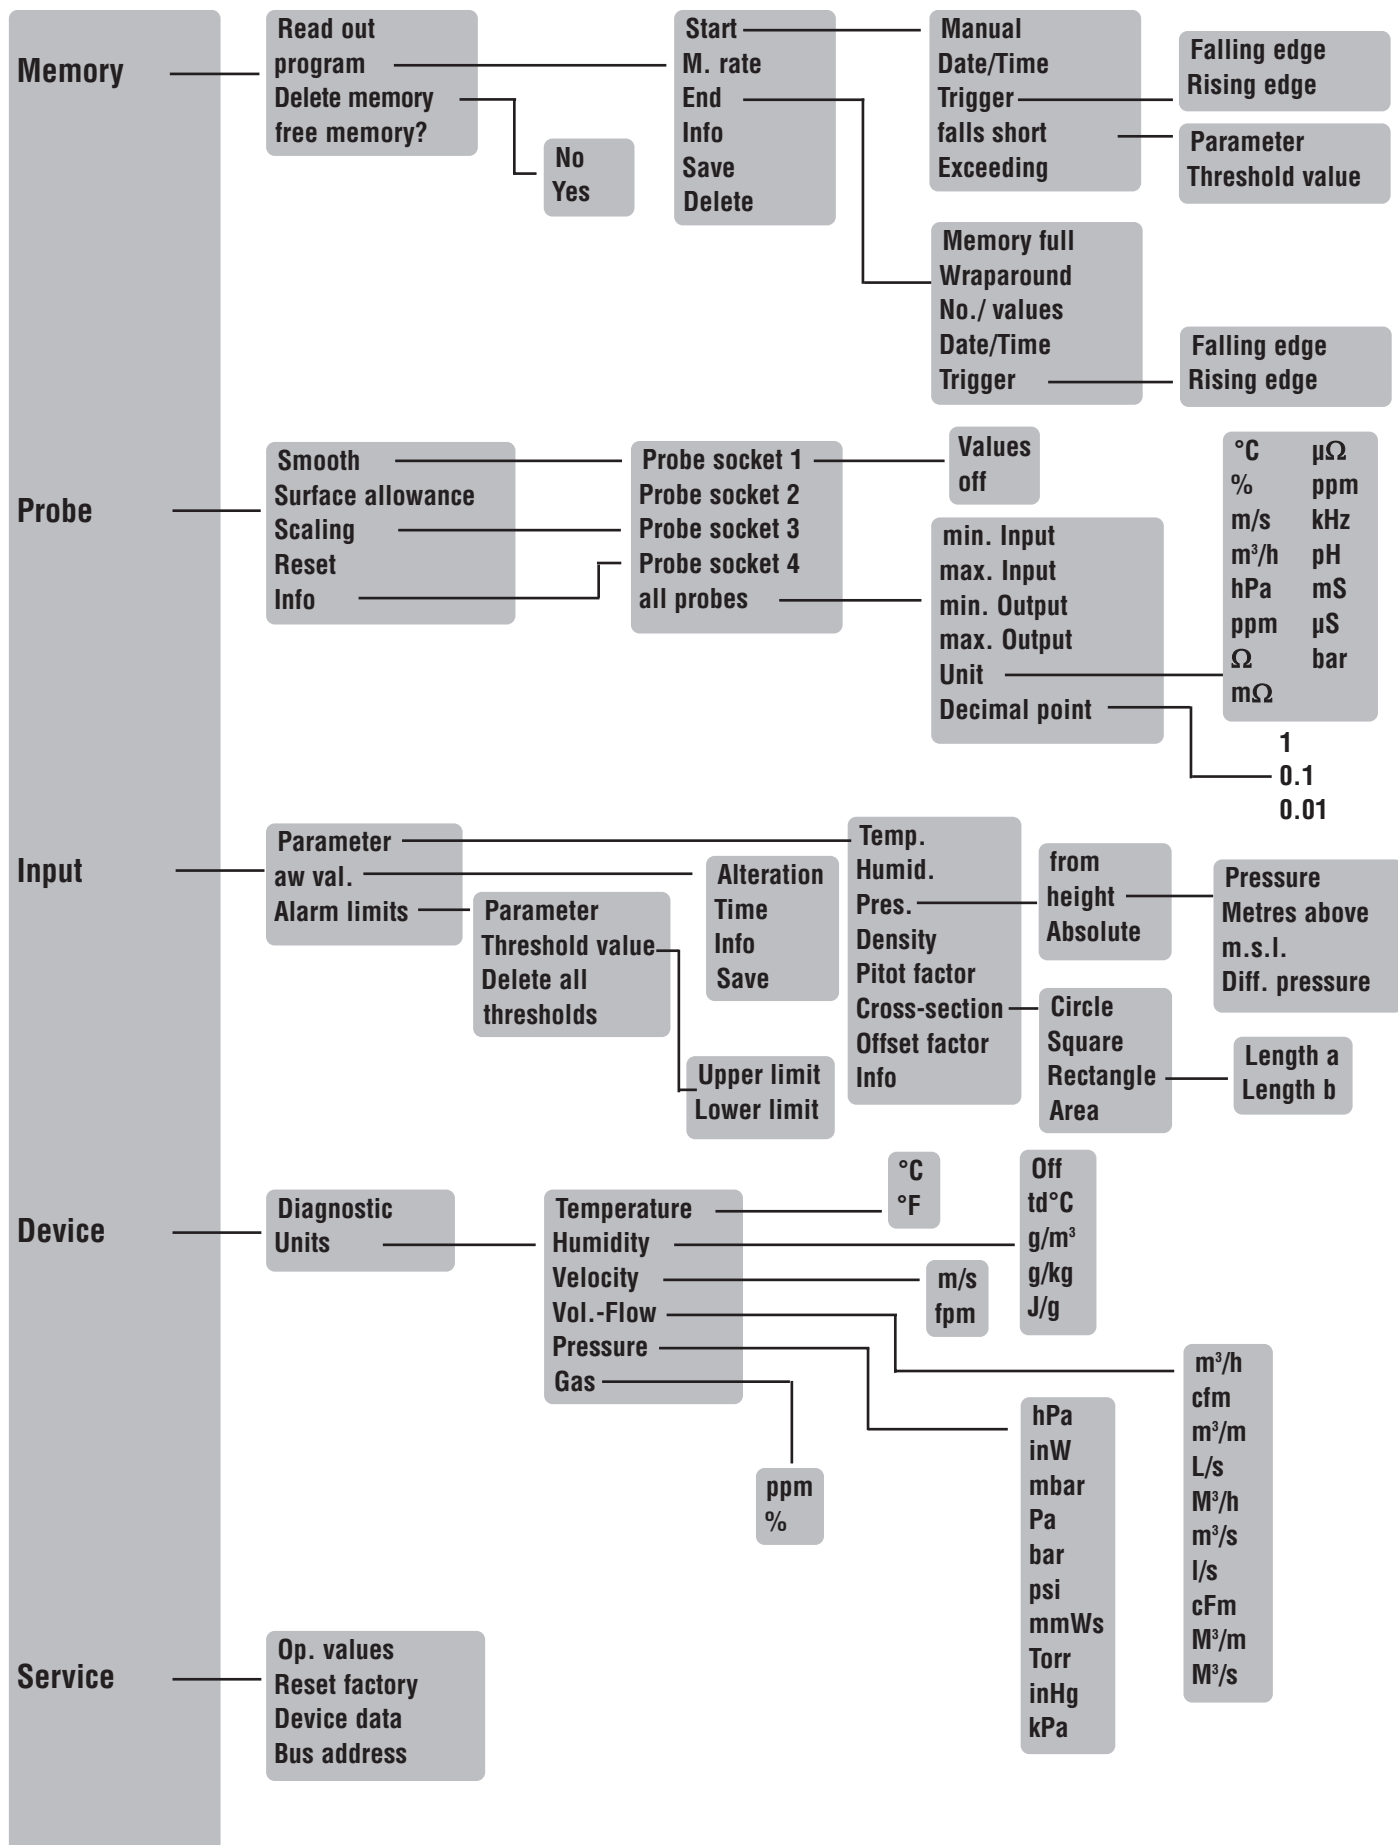 Memory
Read out
program
Delete memory
free memory?
No
Yes
Start
M. rate
End
Info
Save
Delete
Manual
Date/Time
Trigger
falls short
Exceeding
Falling edge
Rising edge
Parameter
Threshold value
Memory full
Wraparound
No./ values
Date/Time
Trigger
Falling edge
Rising edge
Probe
Smooth
Surface allowance
Scaling
Reset
Info
Probe socket 1
Probe socket 2
Probe socket 3
Probe socket 4
all probes
Values
off
min. Input
max. Input
min. Output
max. Output
Unit
Decimal point
°C µΩ
% ppm
m/s kHz
m³/h pH
hPa mS
ppm µS
Ω bar
mΩ
1
0.1
0.01
Input
Parameter
aw val.
Alarm limits
Parameter
Threshold value
Delete all
thresholds
Upper limit
Lower limit
Alteration
Time
Info
Save
Temp.
Humid.
Pres.
Density
Pitot factor
Cross-section
Offset factor
Info
from
height
Absolute
Pressure
Metres above
m.s.l.
Diff. pressure
Circle
Square
Rectangle
Area
Length a
Length b
Device
Diagnostic
Units
Temperature
Humidity
Velocity
Vol.-Flow
Pressure
Gas
°C
°F
Off
td°C
g/m³
g/kg
J/g
m/s
fpm
m³/h
cfm
m³/m
L/s
M³/h
m³/s
l/s
cFm
M³/m
M³/s
hPa
inW
mbar
Pa
bar
psi
mmWs
Torr
inHg
kPa
ppm
%
Service
Op. values
Reset factory
Device data
Bus address